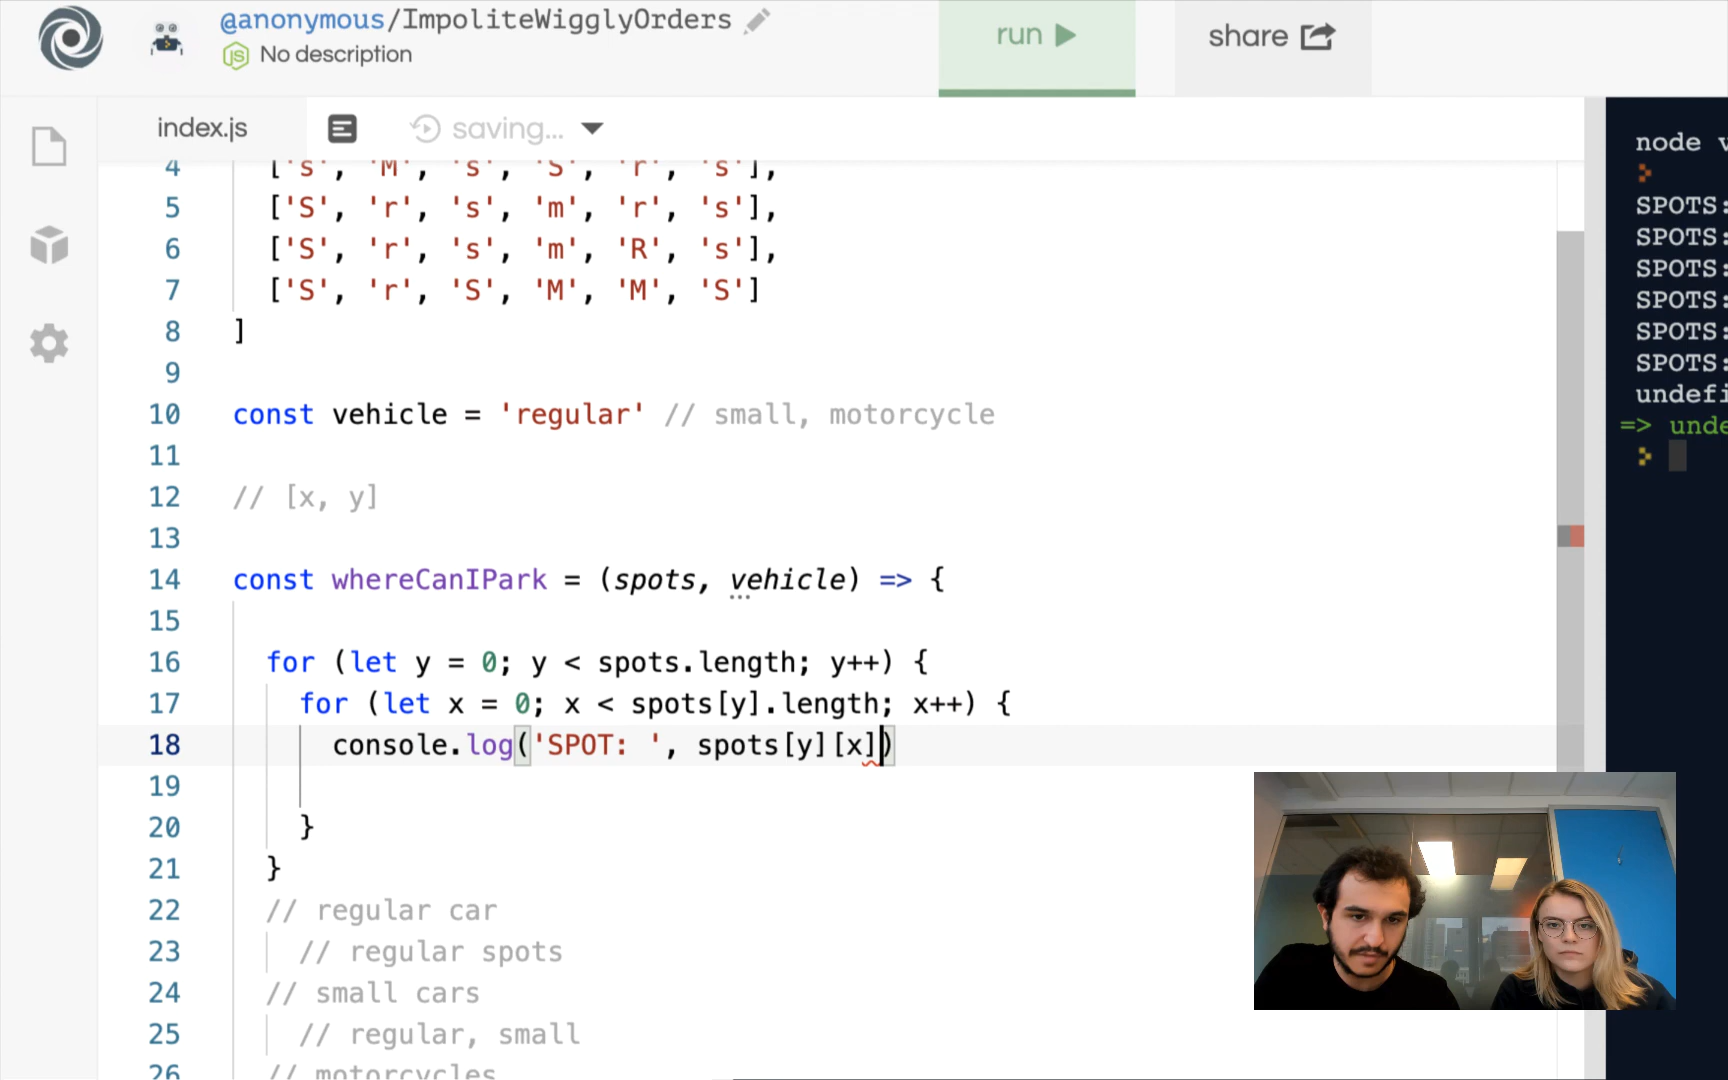 @anonymous/ImpoliteWigglyOrders
JS No description
run
share
index.js
saving...
4 ['s', 'M', 's', 'S', 'r', 's'],
5 ['S', 'r', 's', 'm', 'r', 's'],
6 ['S', 'r', 's', 'm', 'R', 's'],
7 ['S', 'r', 'S', 'M', 'M', 'S']
8 ]
9
10 const vehicle = 'regular' // small, motorcycle
11
12 // [x, y]
13
14 const whereCanIPark = (spots, vehicle) => {
15
16 for (let y = 0; y < spots.length; y++) {
17 for (let x = 0; x < spots[y].length; x++) {
18 console.log('SPOT: ', spots[y][x])
19
20 }
21 }
22 // regular car
23 // regular spots
24 // small cars
25 // regular, small
26 // motorcycles
node v
SPOTS:
SPOTS:
SPOTS:
SPOTS:
SPOTS:
SPOTS:
undefi
=> unde